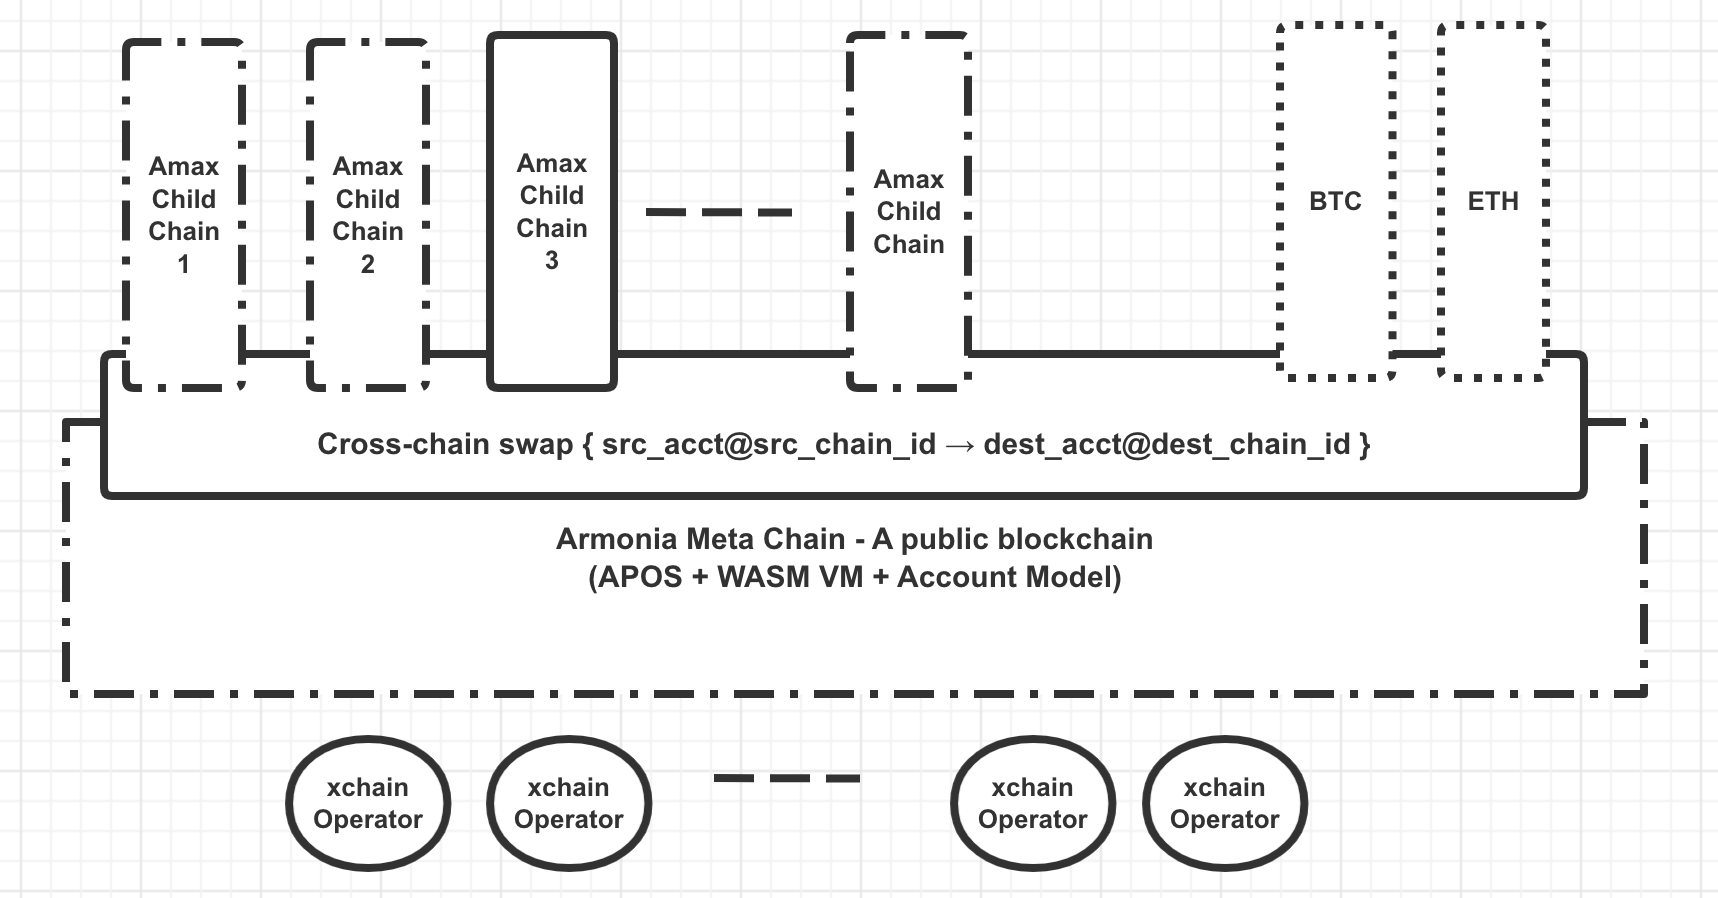 Amax
Child
Chain
1
Amax
Child
Chain
2
Amax
Child
Chain
3
Amax
Child
Chain
BTC
ETH
Cross-chain swap { src_acct@src_chain_id → dest_acct@dest_chain_id }
Armonia Meta Chain - A public blockchain
(APOS + WASM VM + Account Model)
xchain
Operator
xchain
Operator
xchain
Operator
xchain
Operator